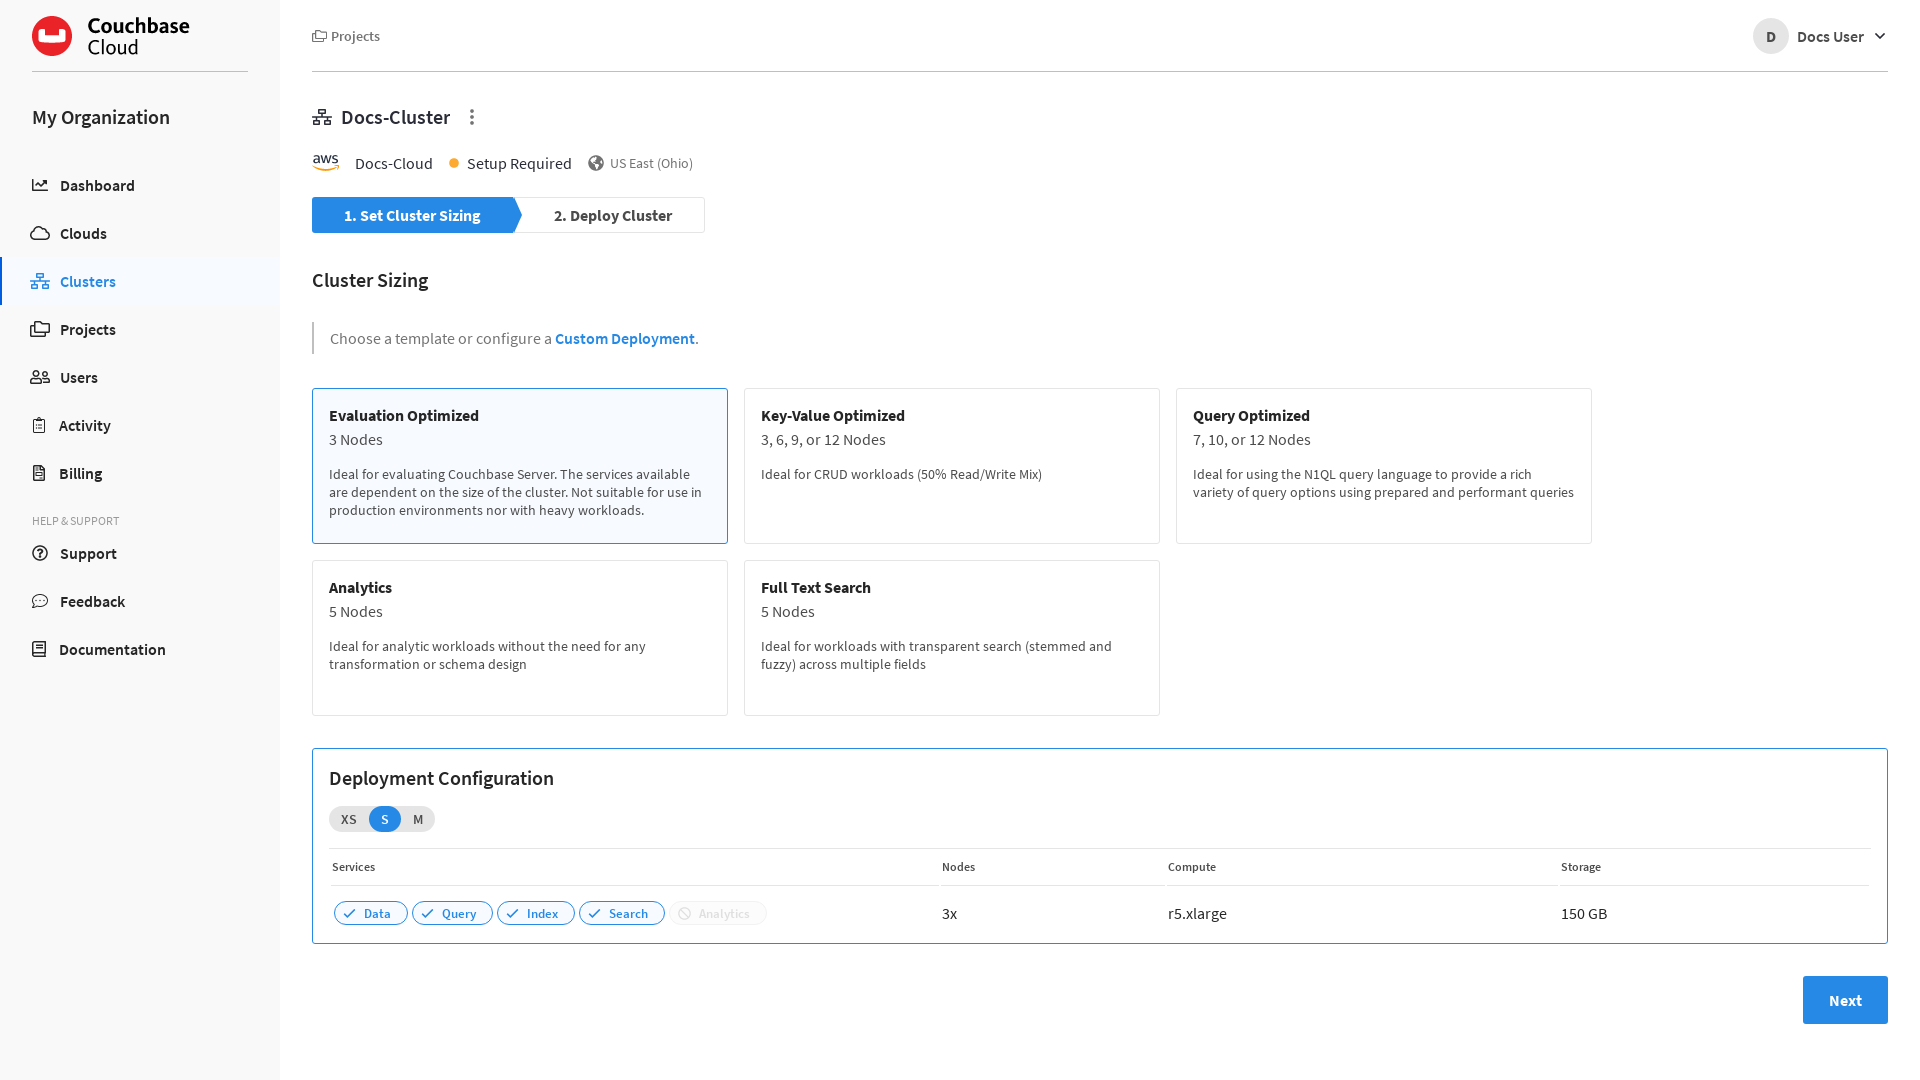 Couchbase
Cloud
Projects
D
Docs User
My Organization
Dashboard
Clouds
Clusters
Projects
Users
Activity
Billing
HELP & SUPPORT
Support
Feedback
Documentation
Docs-Cluster
aws
Docs-Cloud
Setup Required
US East (Ohio)
1. Set Cluster Sizing
2. Deploy Cluster
Cluster Sizing
Choose a template or configure a Custom Deployment.
Evaluation Optimized
3 Nodes
Ideal for evaluating Couchbase Server. The services available
are dependent on the size of the cluster. Not suitable for use in
production environments nor with heavy workloads.
Key-Value Optimized
3, 6, 9, or 12 Nodes
Ideal for CRUD workloads (50% Read/Write Mix)
Query Optimized
7, 10, or 12 Nodes
Ideal for using the N1QL query language to provide a rich
variety of query options using prepared and performant queries
Analytics
5 Nodes
Ideal for analytic workloads without the need for any
transformation or schema design
Full Text Search
5 Nodes
Ideal for workloads with transparent search (stemmed and
fuzzy) across multiple fields
Deployment Configuration
XS S M
Services Nodes Compute Storage
Data Query Index Search Analytics 3x r5.xlarge 150 GB
Next